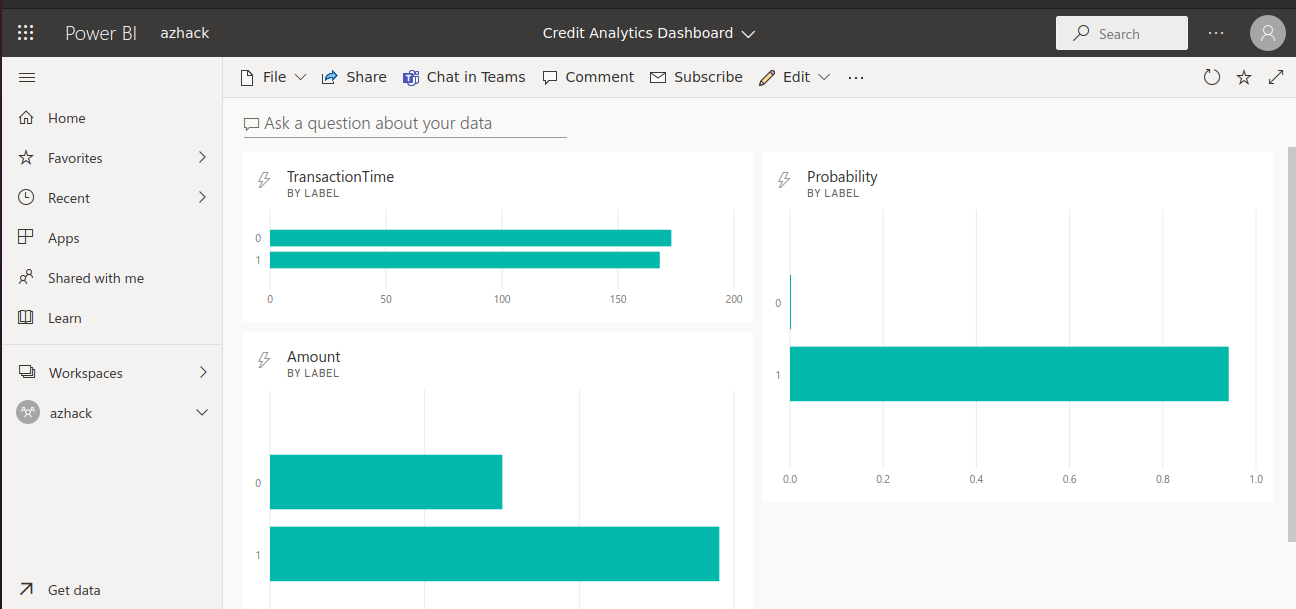 Power BI azhack Credit Analytics Dashboard Search
File Share Chat in Teams Comment Subscribe Edit
Home
Favorites
Recent
Apps
Shared with me
Learn
Workspaces
azhack
Get data
Ask a question about your data
TransactionTime
BY LABEL
0
1
0 50 100 150 200
Amount
BY LABEL
0
1
Probability
BY LABEL
0
1
0.0 0.2 0.4 0.6 0.8 1.0